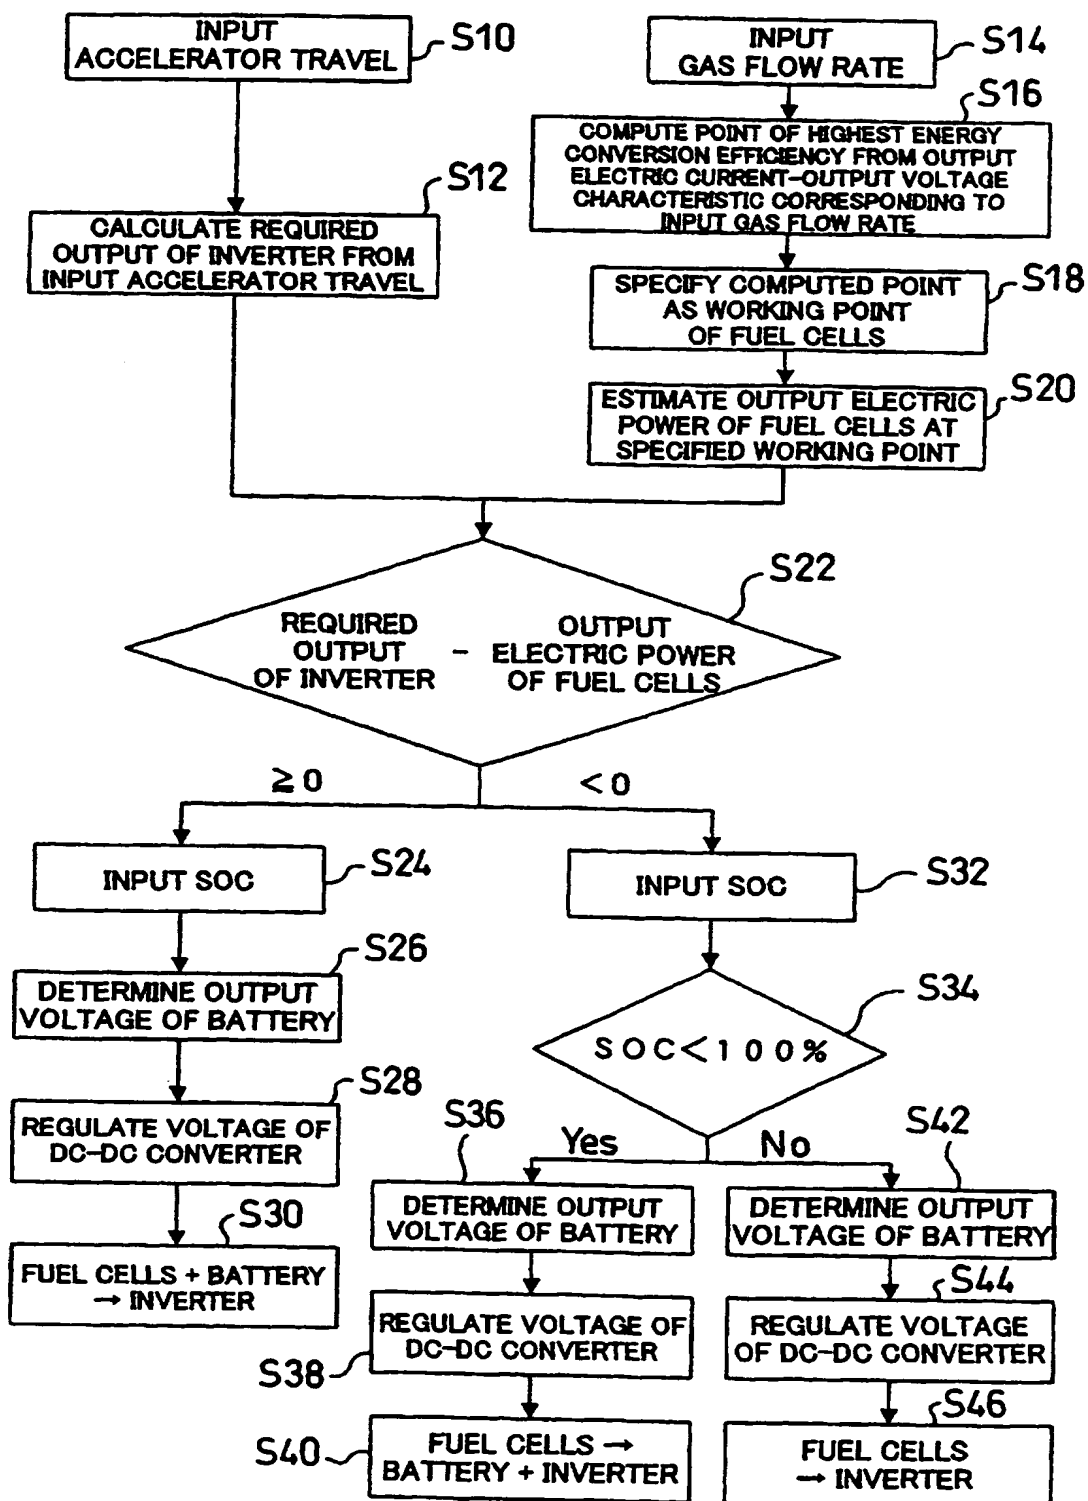 INPUT
ACCELERATOR TRAVEL
S10
INPUT
GAS FLOW RATE
S14
S16
COMPUTE POINT OF HIGHEST ENERGY
CONVERSION EFFICIENCY FROM OUTPUT
ELECTRIC CURRENT-OUTPUT VOLTAGE
CHARACTERISTIC CORRESPONDING TO
INPUT GAS FLOW RATE
S12
CALCULATE REQUIRED
OUTPUT OF INVERTER FROM
INPUT ACCELERATOR TRAVEL
S18
SPECIFY COMPUTED POINT
AS WORKING POINT
OF FUEL CELLS
S20
ESTIMATE OUTPUT ELECTRIC
POWER OF FUEL CELLS AT
SPECIFIED WORKING POINT
S22
REQUIRED
OUTPUT
OF INVERTER
–
OUTPUT
ELECTRIC POWER
OF FUEL CELLS
≧0
<0
INPUT SOC
S24
INPUT SOC
S32
S26
DETERMINE OUTPUT
VOLTAGE OF BATTERY
S34
SOC<100%
S28
REGULATE VOLTAGE OF
DC-DC CONVERTER
Yes
No
S36
DETERMINE OUTPUT
VOLTAGE OF BATTERY
S42
DETERMINE OUTPUT
VOLTAGE OF BATTERY
S30
FUEL CELLS + BATTERY
→ INVERTER
REGULATE VOLTAGE OF
DC-DC CONVERTER
S38
S44
REGULATE VOLTAGE
OF DC-DC CONVERTER
S40
FUEL CELLS →
BATTERY + INVERTER
S46
FUEL CELLS
→ INVERTER